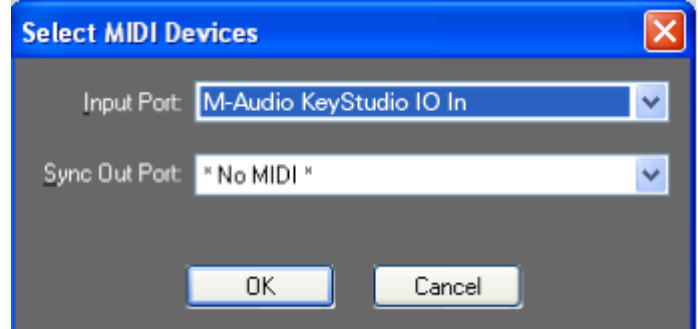 Select MIDI Devices
Input Port: M-Audio KeyStudio IO In
Sync Out Port: * No MIDI *
OK Cancel